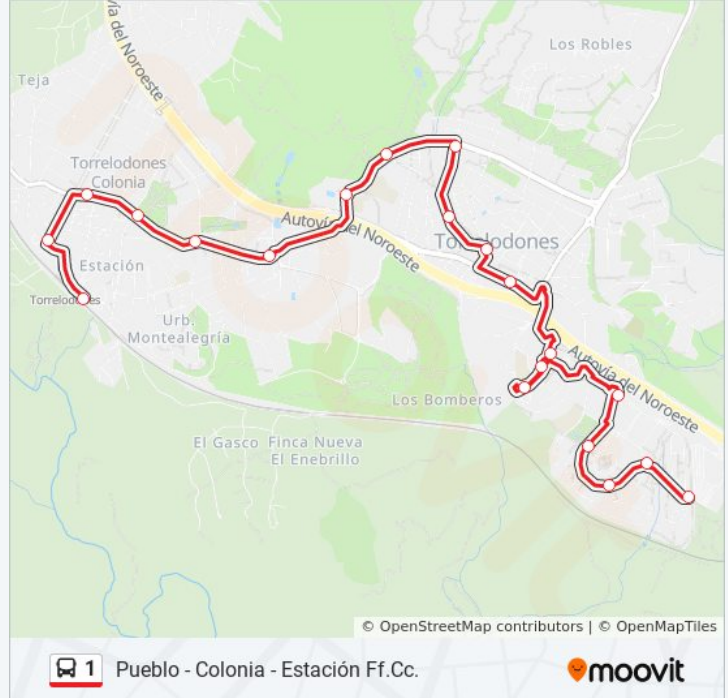 Autovía del Noroeste
Los Robles
Teja
Torrelodones
Colonia
Autovía del Noroeste
Torrelodones
Estación
Torrelodones
Urb.
Montealegría
Autovía del Noroeste
Los Bomberos
El Gasco
Finca Nueva
El Enebrillo
© OpenStreetMap contributors | © OpenMapTiles
1
Pueblo - Colonia - Estación Ff.Cc.
moovit